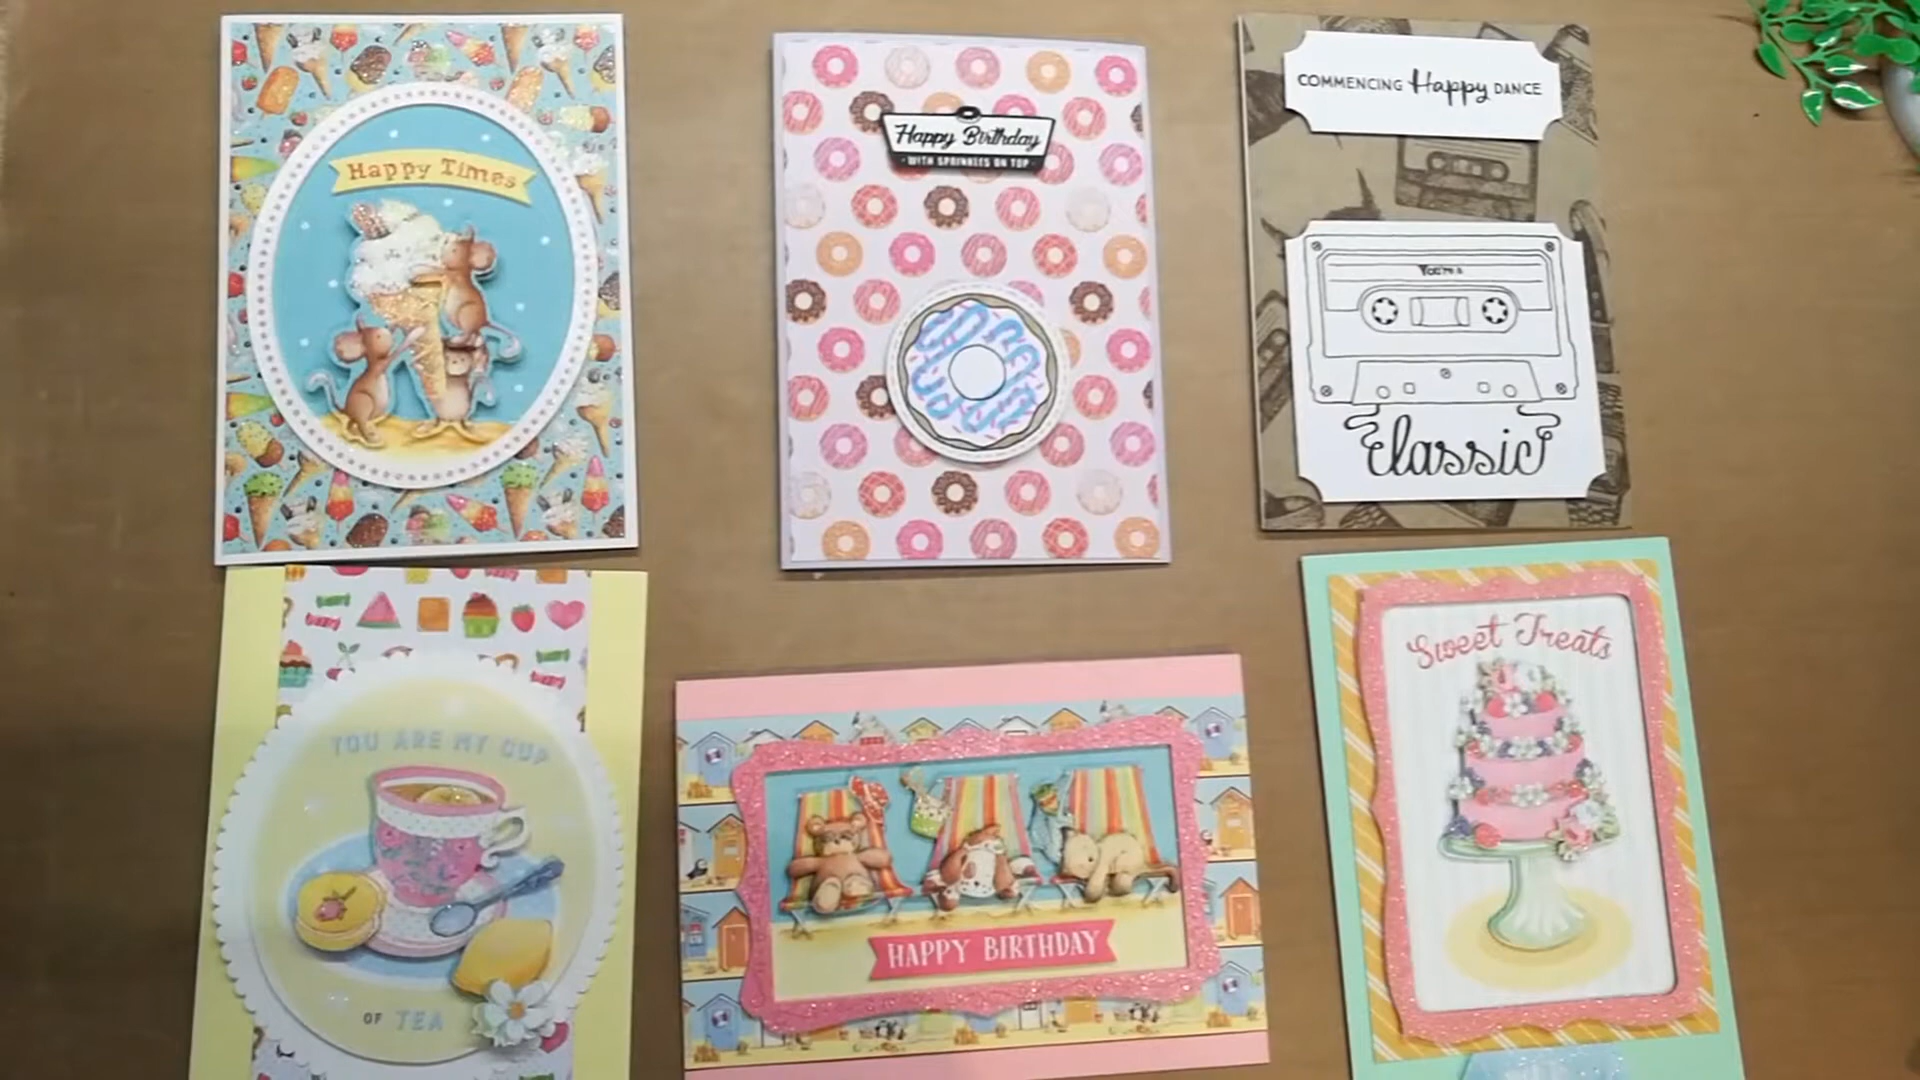 Happy Times
Happy Birthday
• WITH SPRINKLES ON TOP •
COMMENCING Happy DANCE
You're a
Classic
YOU ARE MY CUP
OF TEA
HAPPY BIRTHDAY
Sweet Treats